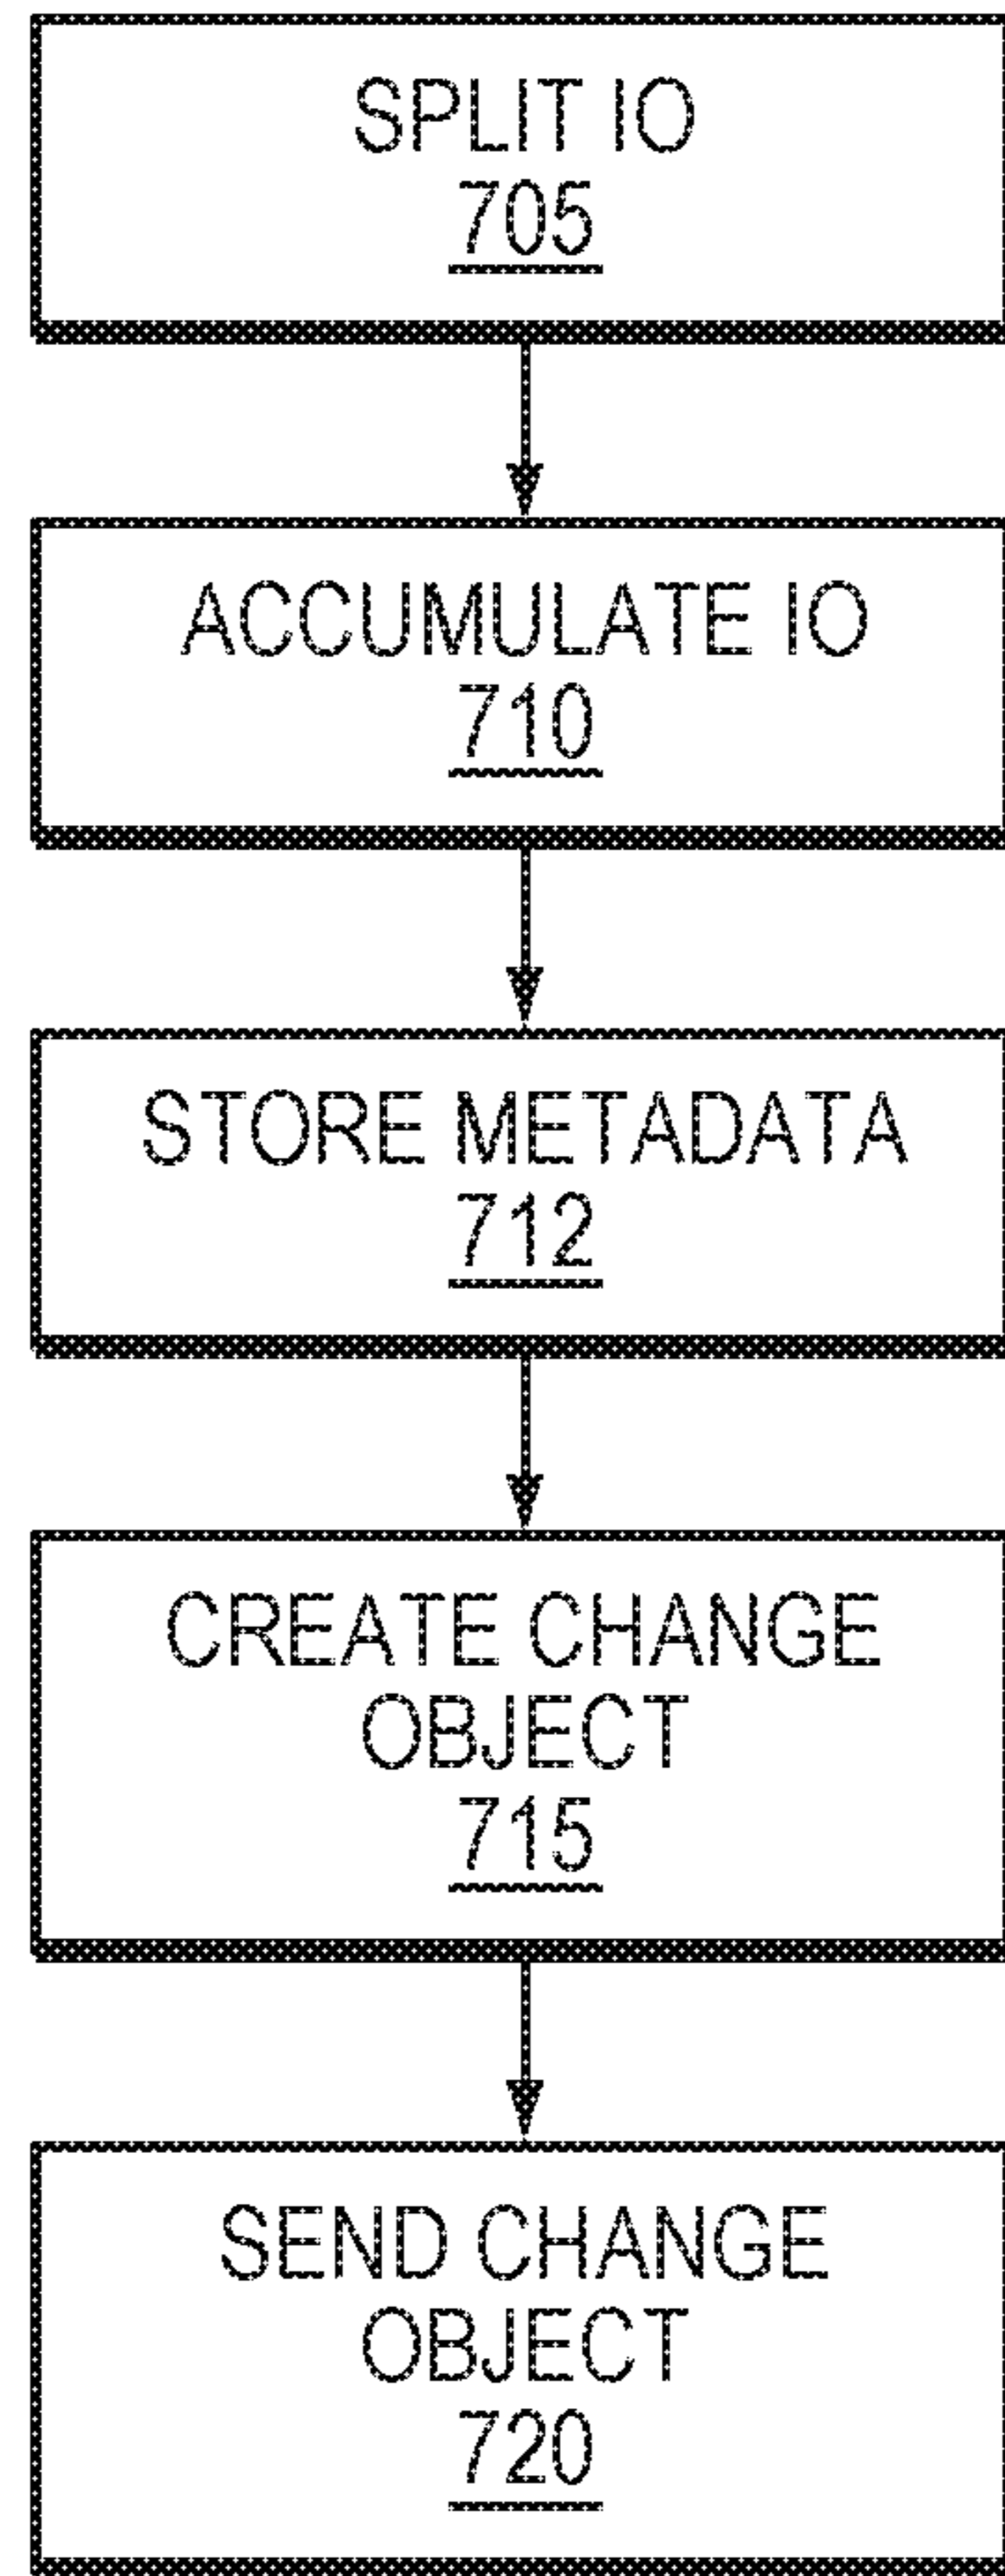 SPLIT IO
705
ACCUMULATE IO
710
STORE METADATA
712
CREATE CHANGE
OBJECT
715
SEND CHANGE
OBJECT
720